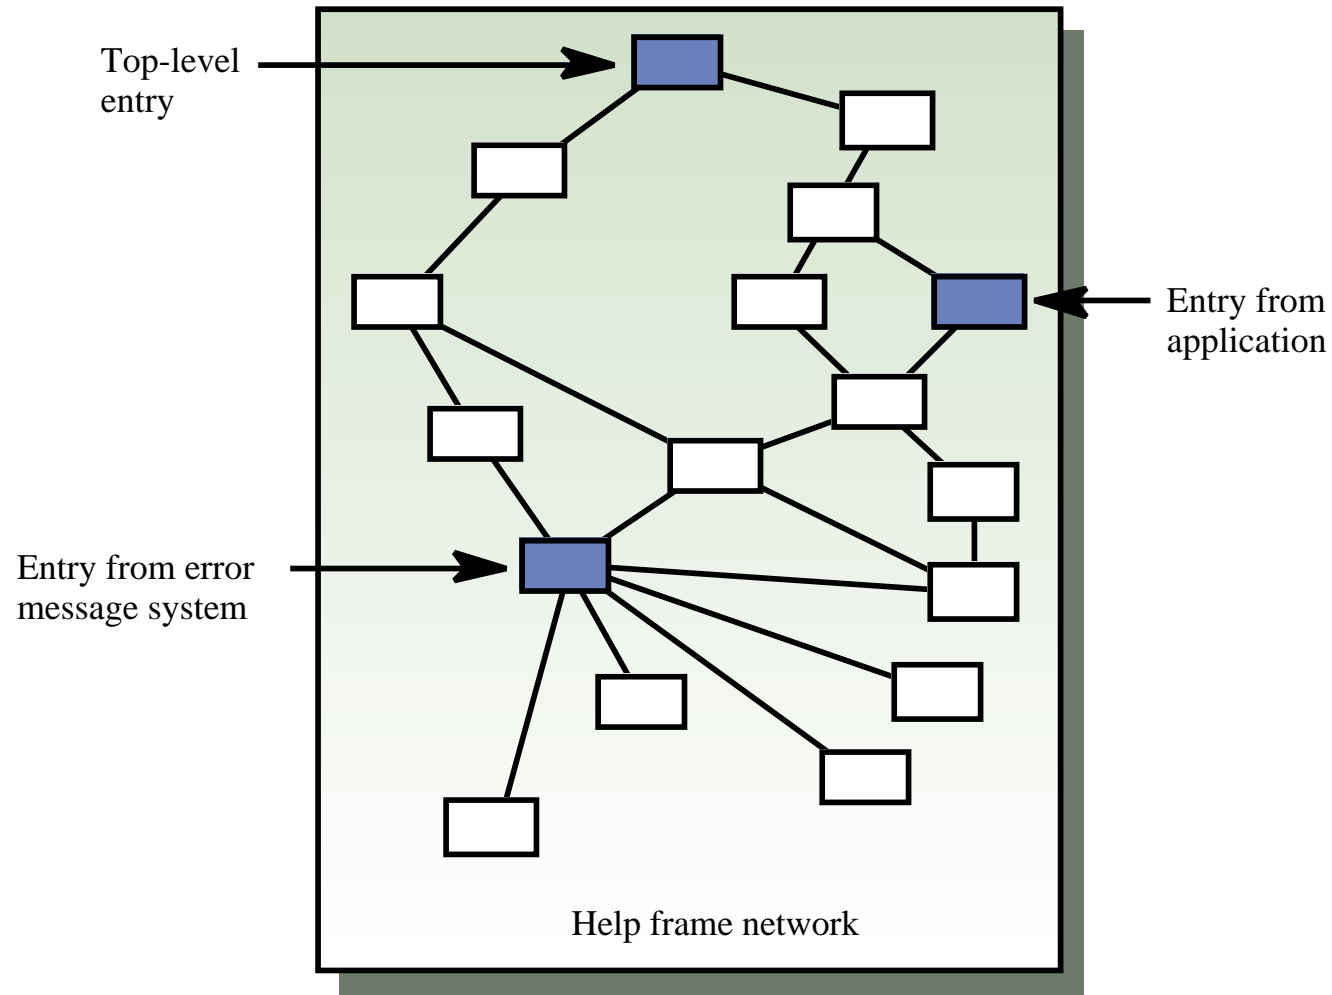 Top-level
entry
Entry from
application
Entry from error
message system
Help frame network